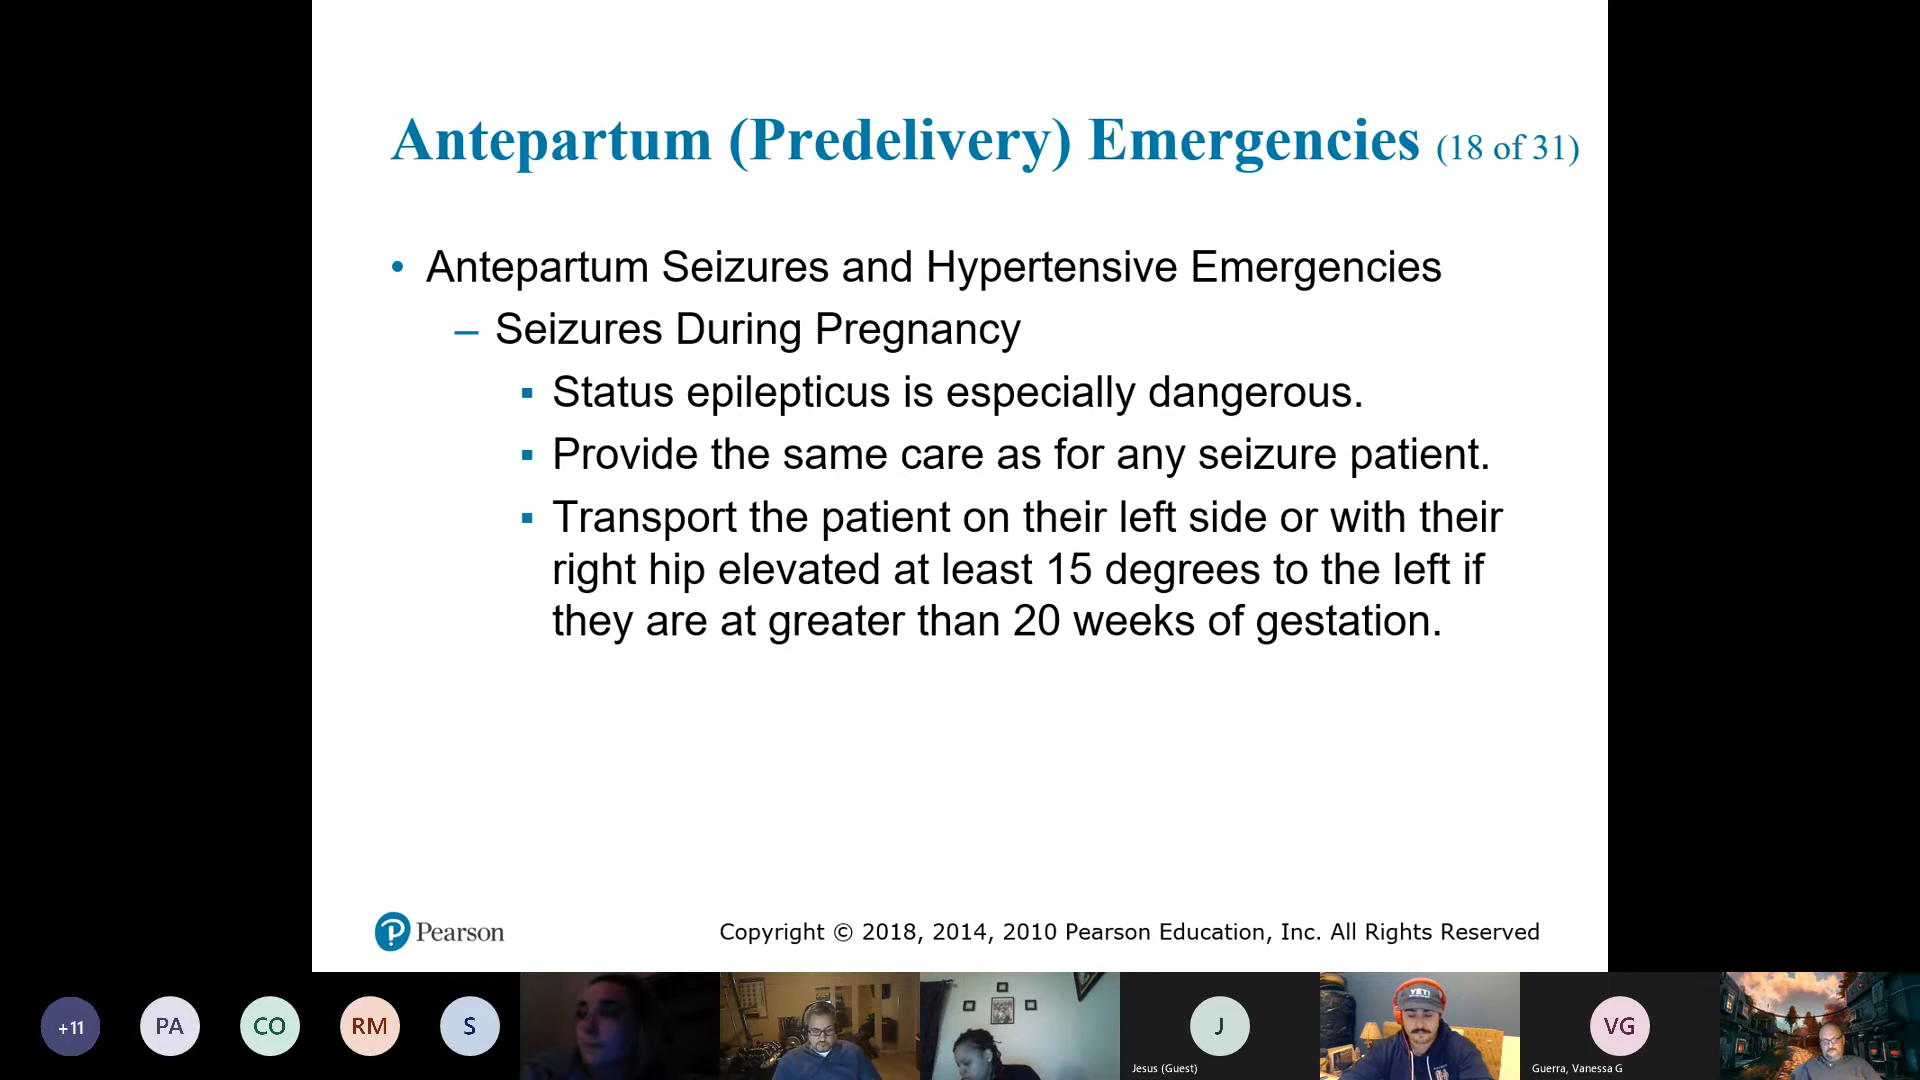 Antepartum (Predelivery) Emergencies (18 of 31)
• Antepartum Seizures and Hypertensive Emergencies
– Seizures During Pregnancy
▪ Status epilepticus is especially dangerous.
▪ Provide the same care as for any seizure patient.
▪ Transport the patient on their left side or with their
right hip elevated at least 15 degrees to the left if
they are at greater than 20 weeks of gestation.
P Pearson
Copyright © 2018, 2014, 2010 Pearson Education, Inc. All Rights Reserved
+11
PA
CO
RM
S
J
Jesus (Guest)
YETI
VG
Guerra, Vanessa G